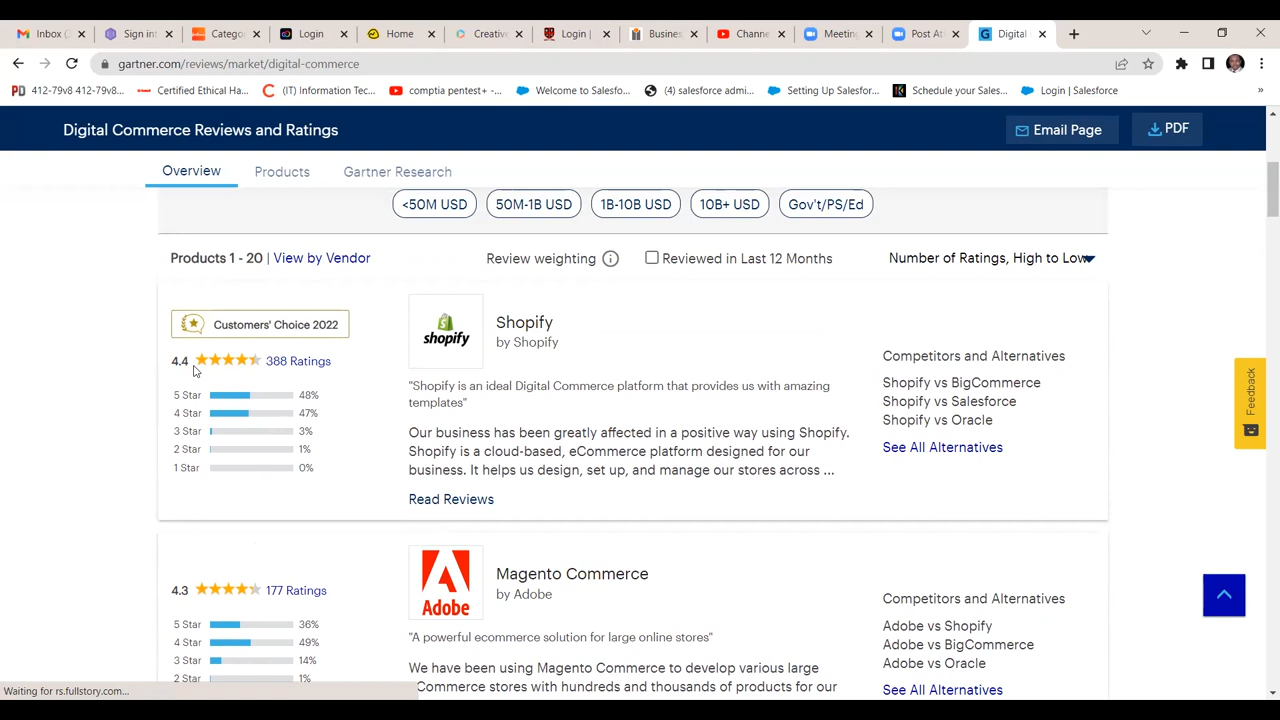 Inbox (2,
Sign in
Catego
Login
Home
Creative
Login |
Busines
Channe
Meetin
Post At
Digital
gartner.com/reviews/market/digital-commerce
412-79v8 412-79v8...
Certified Ethical Ha...
(IT) Information Tec...
comptia pentest+ -...
Welcome to Salesfo...
(4) salesforce admi...
Setting Up Salesfor...
Schedule your Sales...
Login | Salesforce
Digital Commerce Reviews and Ratings
Email Page
PDF
Overview
Products
Gartner Research
<50M USD
50M-1B USD
1B-10B USD
10B+ USD
Gov't/PS/Ed
Products 1 - 20 | View by Vendor
Review weighting
Reviewed in Last 12 Months
Number of Ratings, High to Low
Customers' Choice 2022
4.4
388 Ratings
5 Star 48%
4 Star 47%
3 Star 3%
2 Star 1%
1 Star 0%
shopify
Shopify
by Shopify
"Shopify is an ideal Digital Commerce platform that provides us with amazing
templates"
Our business has been greatly affected in a positive way using Shopify.
Shopify is a cloud-based, eCommerce platform designed for our
business. It helps us design, set up, and manage our stores across ...
Read Reviews
Competitors and Alternatives
Shopify vs BigCommerce
Shopify vs Salesforce
Shopify vs Oracle
See All Alternatives
Feedback
4.3
177 Ratings
5 Star 36%
4 Star 49%
3 Star 14%
2 Star 1%
Adobe
Magento Commerce
by Adobe
"A powerful ecommerce solution for large online stores"
We have been using Magento Commerce to develop various large
eCommerce stores with hundreds and thousands of products for our
Competitors and Alternatives
Adobe vs Shopify
Adobe vs BigCommerce
Adobe vs Oracle
See All Alternatives
Waiting for rs.fullstory.com...